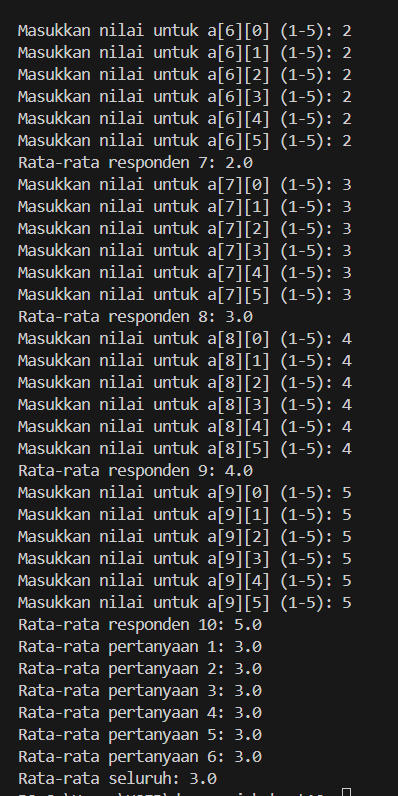 Masukkan nilai untuk a[6][0] (1-5): 2
Masukkan nilai untuk a[6][1] (1-5): 2
Masukkan nilai untuk a[6][2] (1-5): 2
Masukkan nilai untuk a[6][3] (1-5): 2
Masukkan nilai untuk a[6][4] (1-5): 2
Masukkan nilai untuk a[6][5] (1-5): 2
Rata-rata responden 7: 2.0
Masukkan nilai untuk a[7][0] (1-5): 3
Masukkan nilai untuk a[7][1] (1-5): 3
Masukkan nilai untuk a[7][2] (1-5): 3
Masukkan nilai untuk a[7][3] (1-5): 3
Masukkan nilai untuk a[7][4] (1-5): 3
Masukkan nilai untuk a[7][5] (1-5): 3
Rata-rata responden 8: 3.0
Masukkan nilai untuk a[8][0] (1-5): 4
Masukkan nilai untuk a[8][1] (1-5): 4
Masukkan nilai untuk a[8][2] (1-5): 4
Masukkan nilai untuk a[8][3] (1-5): 4
Masukkan nilai untuk a[8][4] (1-5): 4
Masukkan nilai untuk a[8][5] (1-5): 4
Rata-rata responden 9: 4.0
Masukkan nilai untuk a[9][0] (1-5): 5
Masukkan nilai untuk a[9][1] (1-5): 5
Masukkan nilai untuk a[9][2] (1-5): 5
Masukkan nilai untuk a[9][3] (1-5): 5
Masukkan nilai untuk a[9][4] (1-5): 5
Masukkan nilai untuk a[9][5] (1-5): 5
Rata-rata responden 10: 5.0
Rata-rata pertanyaan 1: 3.0
Rata-rata pertanyaan 2: 3.0
Rata-rata pertanyaan 3: 3.0
Rata-rata pertanyaan 4: 3.0
Rata-rata pertanyaan 5: 3.0
Rata-rata pertanyaan 6: 3.0
Rata-rata seluruh: 3.0